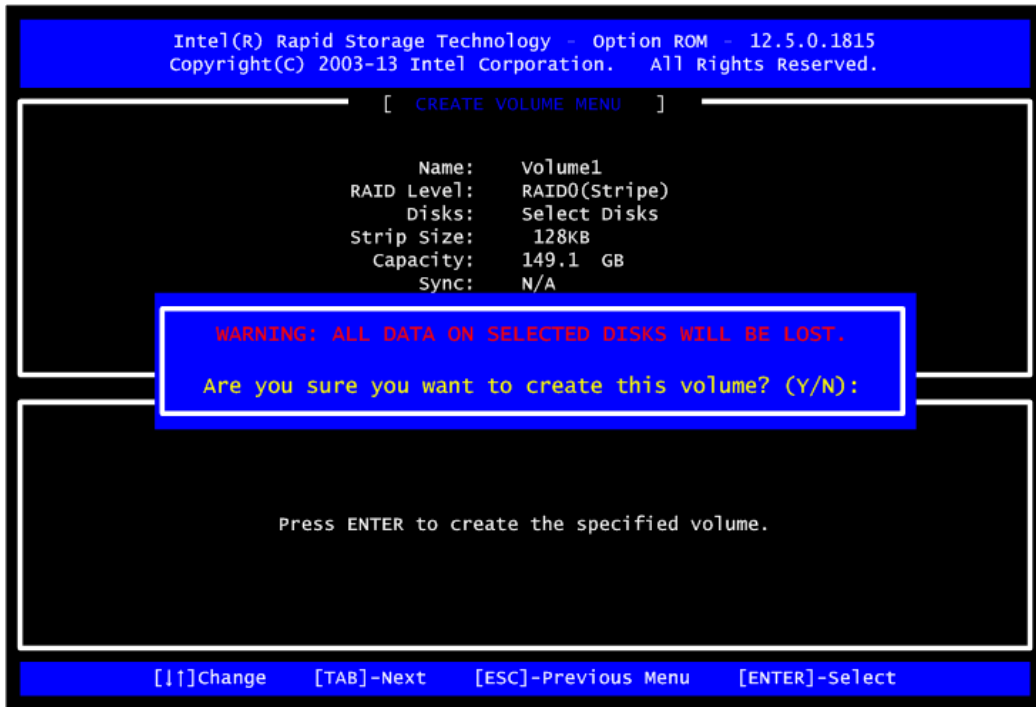 Intel(R) Rapid Storage Technology - Option ROM - 12.5.0.1815
Copyright(C) 2003-13 Intel Corporation. All Rights Reserved.
[ CREATE VOLUME MENU ]
Name: Volume1
RAID Level: RAID0(Stripe)
Disks: Select Disks
Strip Size: 128KB
Capacity: 149.1 GB
Sync: N/A
WARNING: ALL DATA ON SELECTED DISKS WILL BE LOST.
Are you sure you want to create this volume? (Y/N):
Press ENTER to create the specified volume.
[↓↑]Change [TAB]-Next [ESC]-Previous Menu [ENTER]-Select